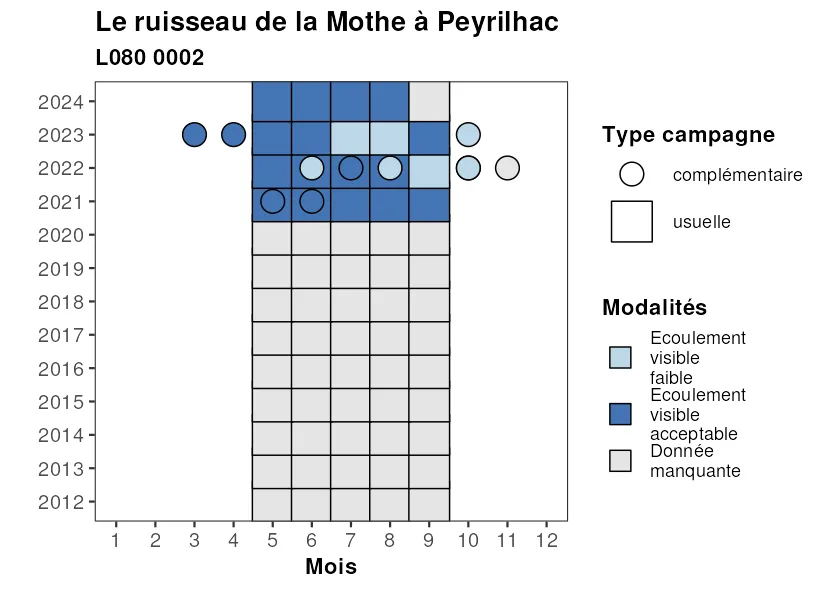 Le ruisseau de la Mothe à Peyrilhac
L080 0002
2024
2023
2022
2021
2020
2019
2018
2017
2016
2015
2014
2013
2012
1 2 3 4 5 6 7 8 9 10 11 12
Mois
Type campagne
complémentaire
usuelle
Modalités
Ecoulement
visible
faible
Ecoulement
visible
acceptable
Donnée
manquante